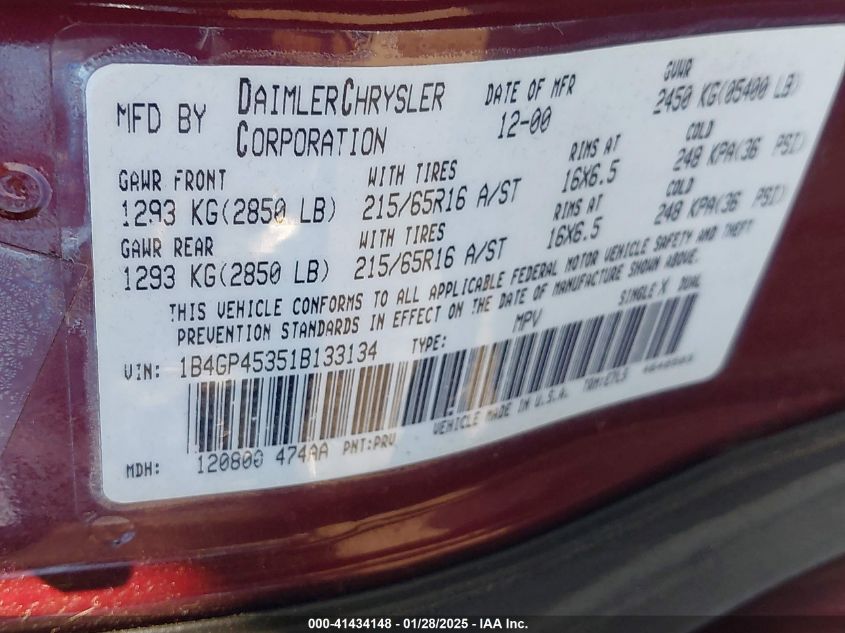 MFD BY DAIMLERCHRYSLER CORPORATION DATE OF MFR 12-00 GVWR 2450 KG(05400 LB)
GAWR FRONT WITH TIRES RIMS AT COLD
1293 KG(2850 LB) 215/65R16 A/ST 16X6.5 248 KPA(36 PSI)
GAWR REAR WITH TIRES RIMS AT COLD
1293 KG(2850 LB) 215/65R16 A/ST 16X6.5 248 KPA(36 PSI)
THIS VEHICLE CONFORMS TO ALL APPLICABLE FEDERAL MOTOR VEHICLE SAFETY AND THEFT
PREVENTION STANDARDS IN EFFECT ON THE DATE OF MANUFACTURE SHOWN ABOVE.
VIN: 1B4GP45351B133134 TYPE: MPV SINGLE X DUAL
MDH: 120800 474AA PNT:PRV VEHICLE MADE IN U.S.A.
000-41434148 - 01/28/2025 - IAA Inc.